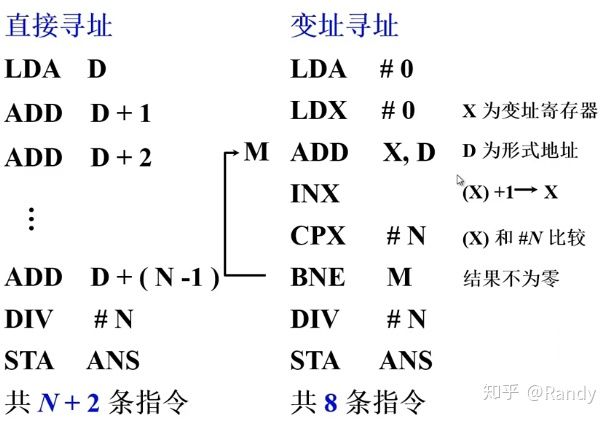 直接寻址
LDA D
ADD D + 1
ADD D + 2
⋮
ADD D + ( N -1 )
DIV # N
STA ANS
共 N + 2 条指令
变址寻址
LDA # 0
LDX # 0 X 为变址寄存器
M ADD X, D D 为形式地址
INX (X) +1→ X
CPX # N (X) 和 #N 比较
BNE M 结果不为零
DIV # N
STA ANS
共 8 条指令
知乎 @Randy